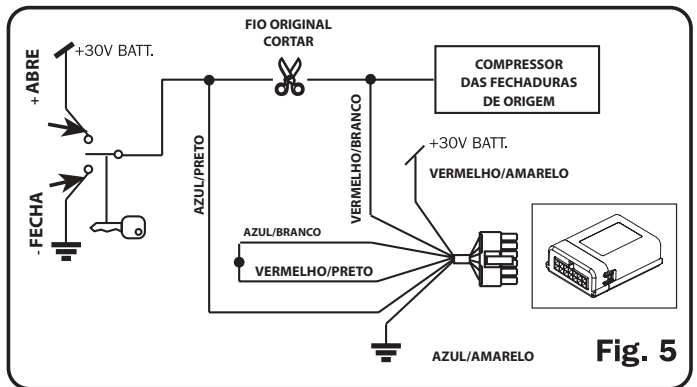 FIO ORIGINAL
CORTAR
+30V BATT.
+ ABRE
- FECHA
COMPRESSOR
DAS FECHADURAS
DE ORIGEM
AZUL/PRETO
VERMELHO/BRANCO
+30V BATT.
VERMELHO/AMARELO
AZUL/BRANCO
VERMELHO/PRETO
AZUL/AMARELO
Fig. 5